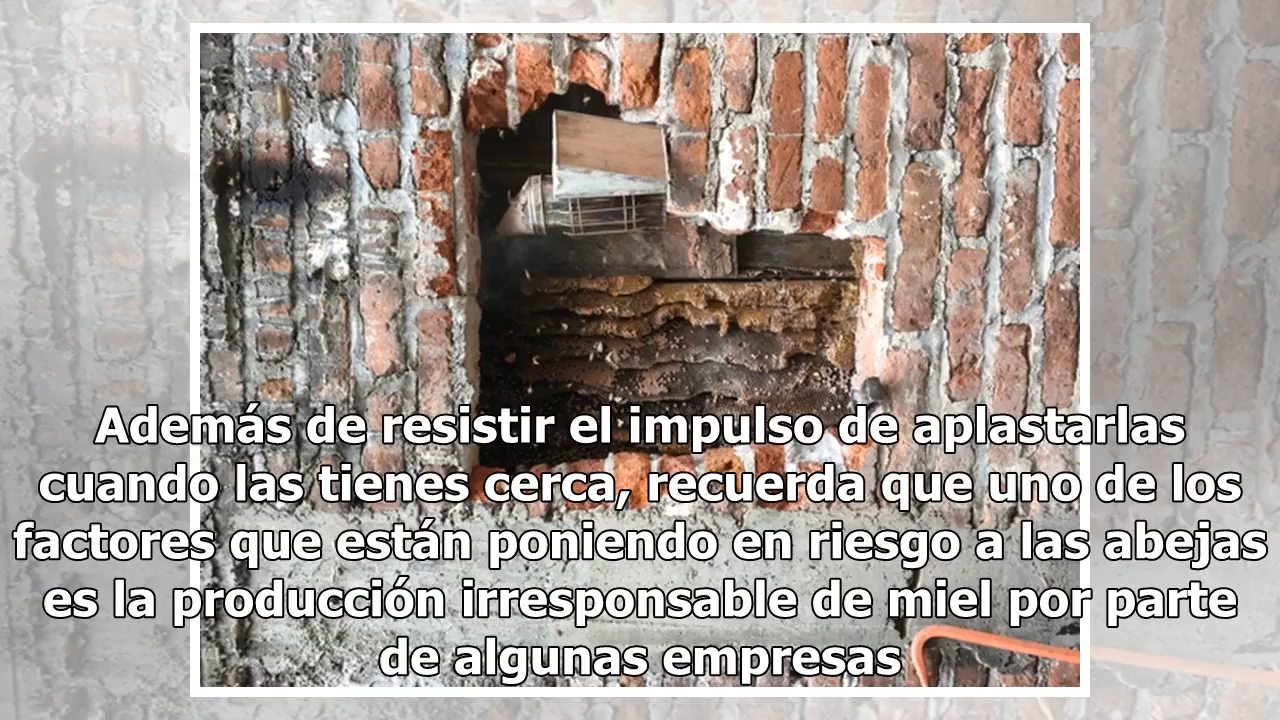 Además de resistir el impulso de aplastarlas
cuando las tienes cerca, recuerda que uno de los
factores que están poniendo en riesgo a las abejas
es la producción irresponsable de miel por parte
de algunas empresas